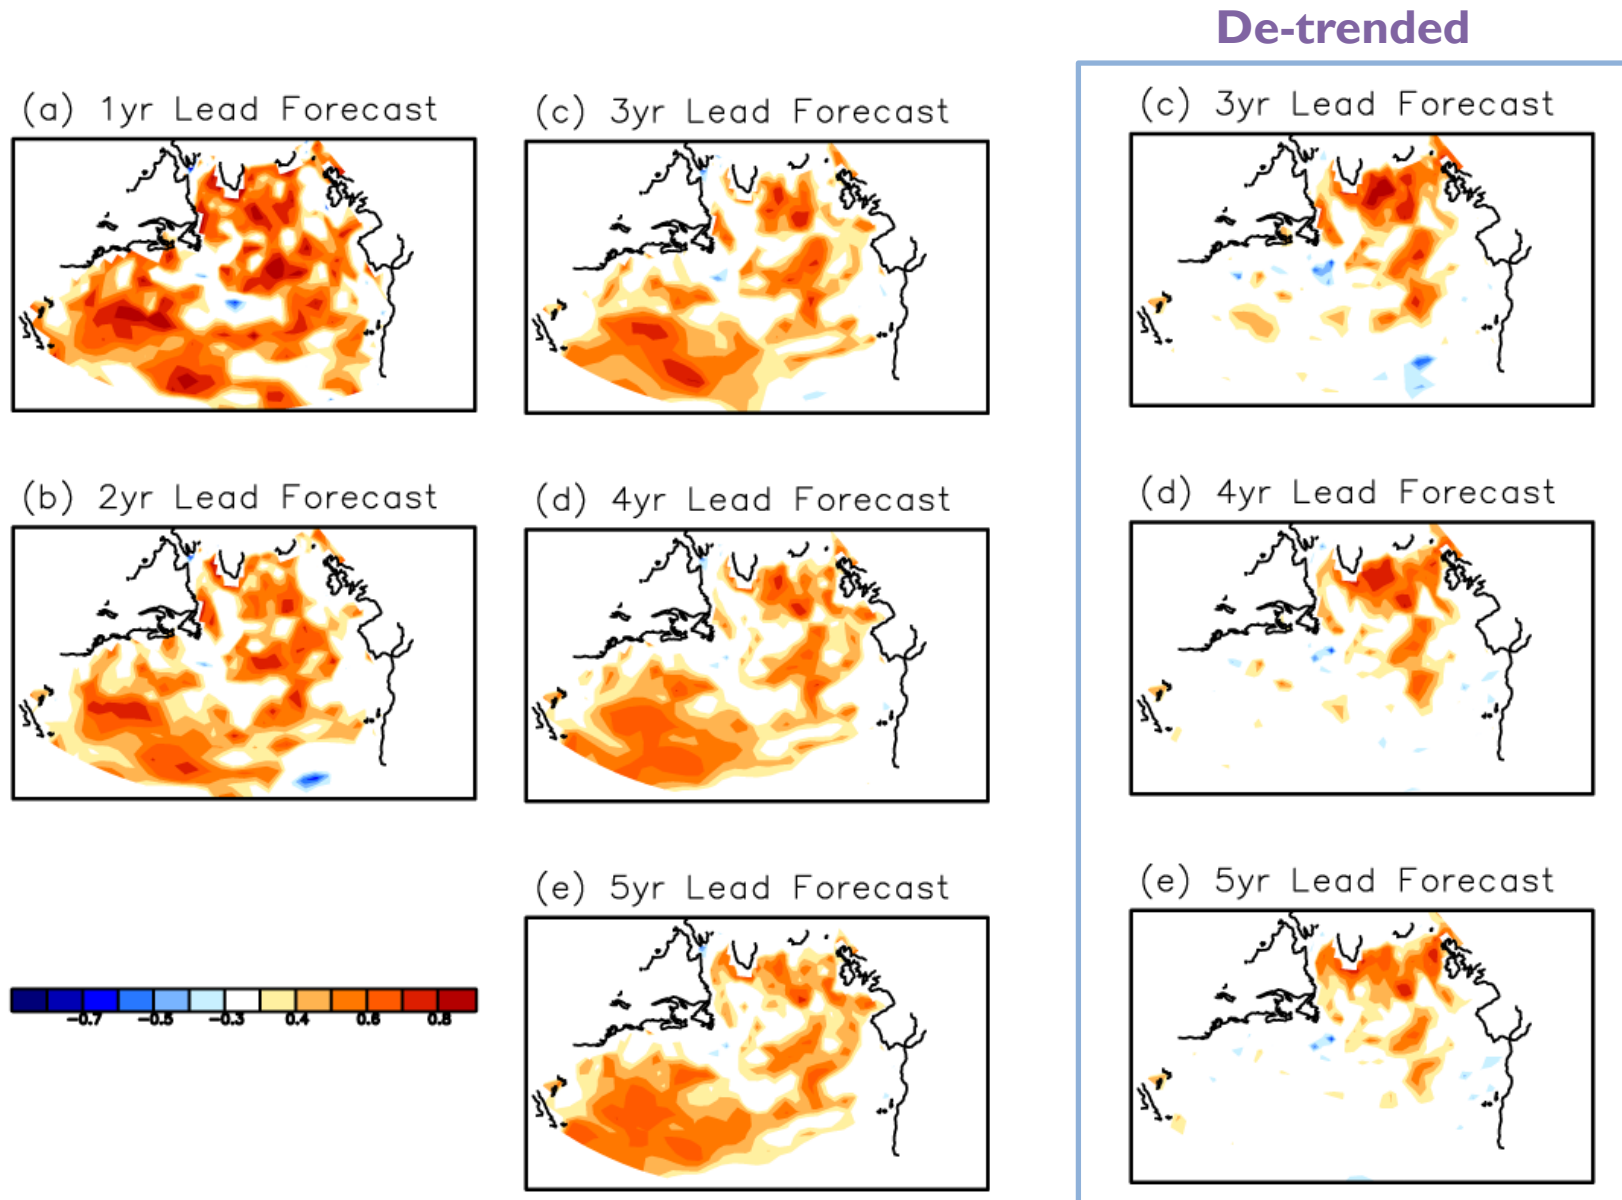 De-trended
(a) 1yr Lead Forecast
(c) 3yr Lead Forecast
(c) 3yr Lead Forecast
(b) 2yr Lead Forecast
(d) 4yr Lead Forecast
(d) 4yr Lead Forecast
(e) 5yr Lead Forecast
(e) 5yr Lead Forecast
-0.7 -0.5 -0.3 0.4 0.6 0.8